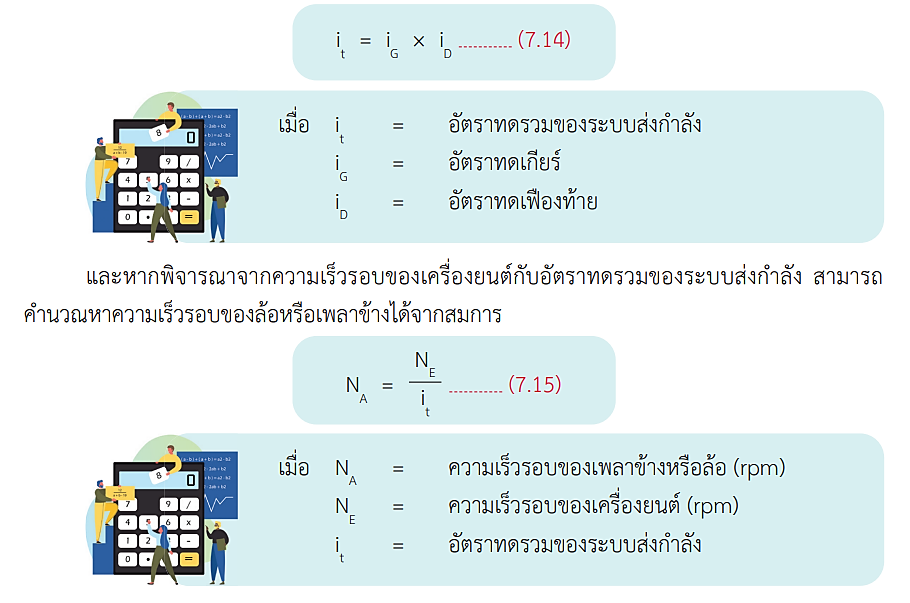 i_t = i_G × i_D ............ (7.14)
เมื่อ i_t = อัตราทดรวมของระบบส่งกำลัง
i_G = อัตราทดเกียร์
i_D = อัตราทดเฟืองท้าย
และหากพิจารณาจากความเร็วรอบของเครื่องยนต์กับอัตราทดรวมของระบบส่งกำลัง สามารถ
คำนวณหาความเร็วรอบของล้อหรือเพลาข้างได้จากสมการ
N_A = N_E / i_t ............ (7.15)
เมื่อ N_A = ความเร็วรอบของเพลาข้างหรือล้อ (rpm)
N_E = ความเร็วรอบของเครื่องยนต์ (rpm)
i_t = อัตราทดรวมของระบบส่งกำลัง